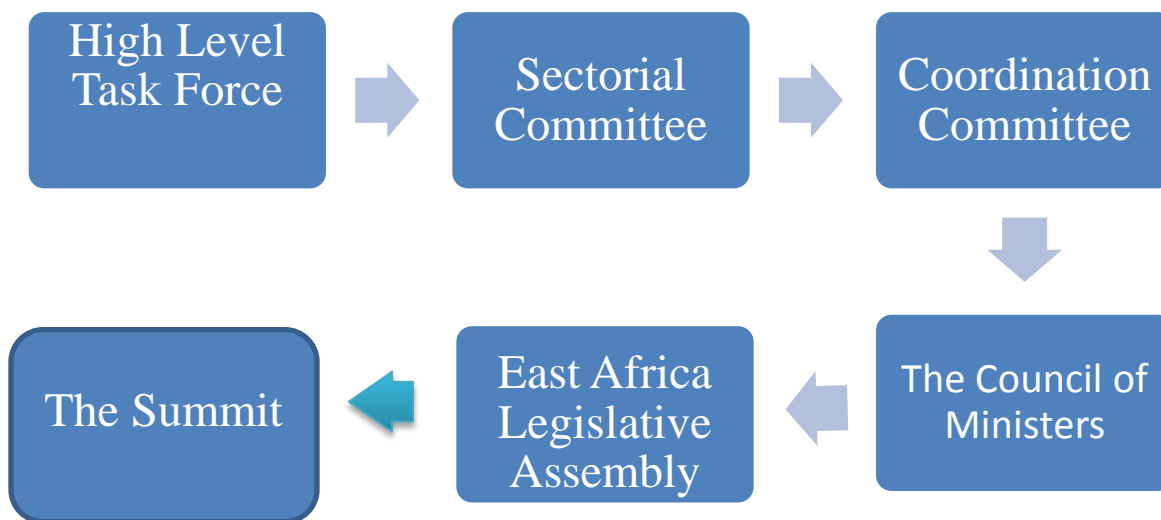 High Level
Task Force
Sectorial
Committee
Coordination
Committee
The Council of
Ministers
East Africa
Legislative
Assembly
The Summit